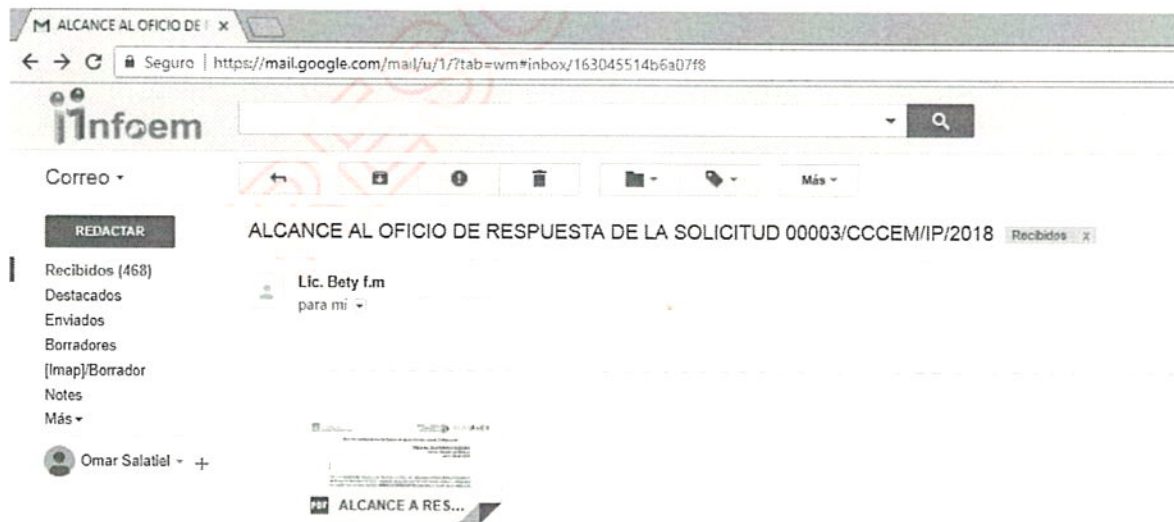 ALCANCE AL OFICIO DE
Seguro | https://mail.google.com/mail/u/1/?tab=wm#inbox/163045514b6a07f8
infoem
Correo
Más
REDACTAR
ALCANCE AL OFICIO DE RESPUESTA DE LA SOLICITUD 00003/CCCEM/IP/2018 Recibidos x
Recibidos (468)
Lic. Bety f.m
Destacados
para mí
Enviados
Borradores
[Imap]/Borrador
Notes
Más
Omar Salatiel
PDF ALCANCE A RES...